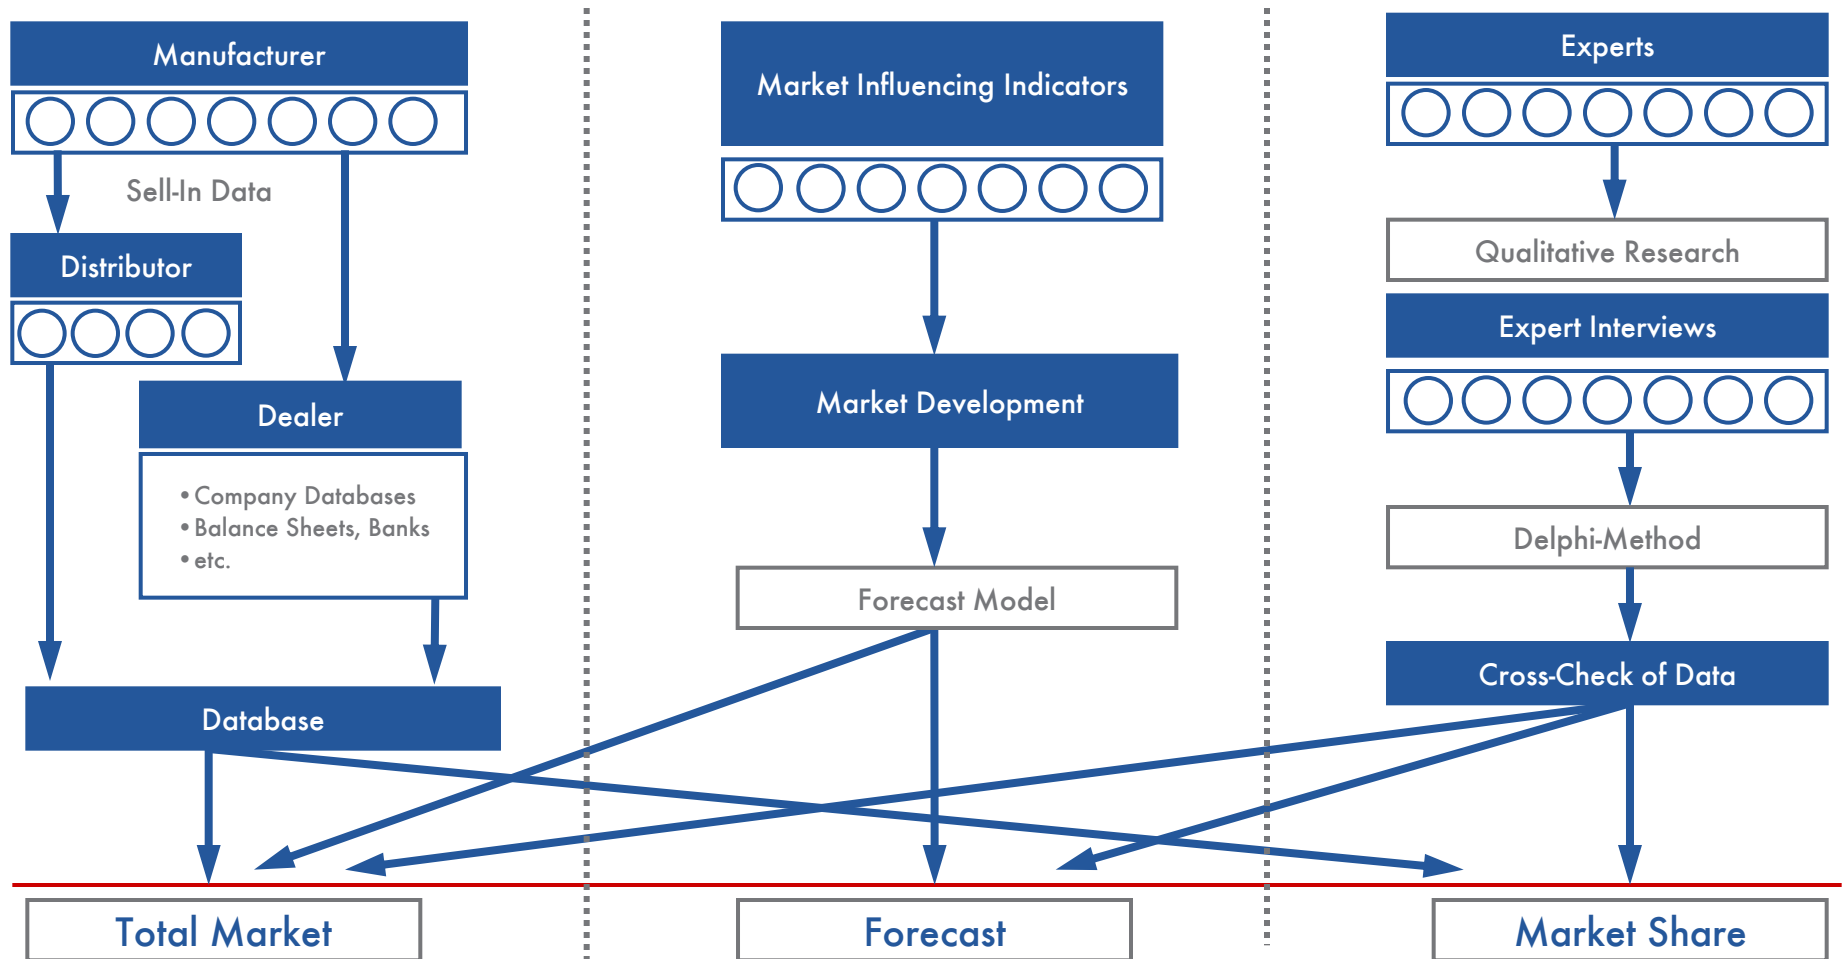 Manufacturer
Sell-In Data
Distributor
Dealer
• Company Databases
• Balance Sheets, Banks
• etc.
Database
Total Market
Market Influencing Indicators
Market Development
Forecast Model
Forecast
Experts
Qualitative Research
Expert Interviews
Delphi-Method
Cross-Check of Data
Market Share